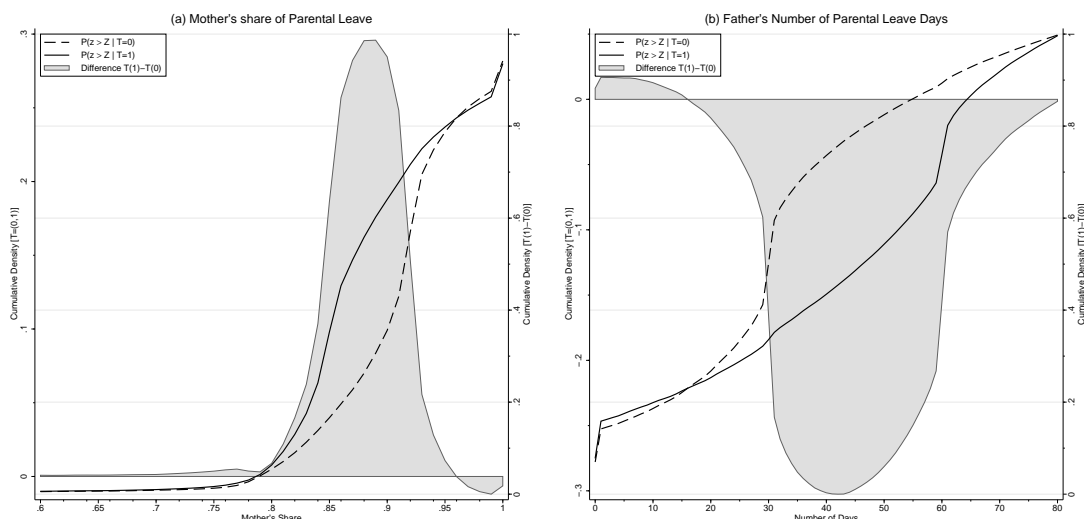 (a) Mother's share of Parental Leave
P(z > Z | T=0)
P(z > Z | T=1)
Difference T(1)−T(0)
Cumulative Density [T=(0,1)]
.3
.2
.1
0
Cumulative Density [T(1)−T(0)]
1
.8
.6
.4
.2
0
.6 .65 .7 .75 .8 .85 .9 .95 1
Mother's Share
(b) Father's Number of Parental Leave Days
P(z > Z | T=0)
P(z > Z | T=1)
Difference T(1)−T(0)
Cumulative Density [T=(0,1)]
0
−.1
−.2
−.3
Cumulative Density [T(1)−T(0)]
1
.8
.6
.4
.2
0
0 10 20 30 40 50 60 70 80
Number of Days